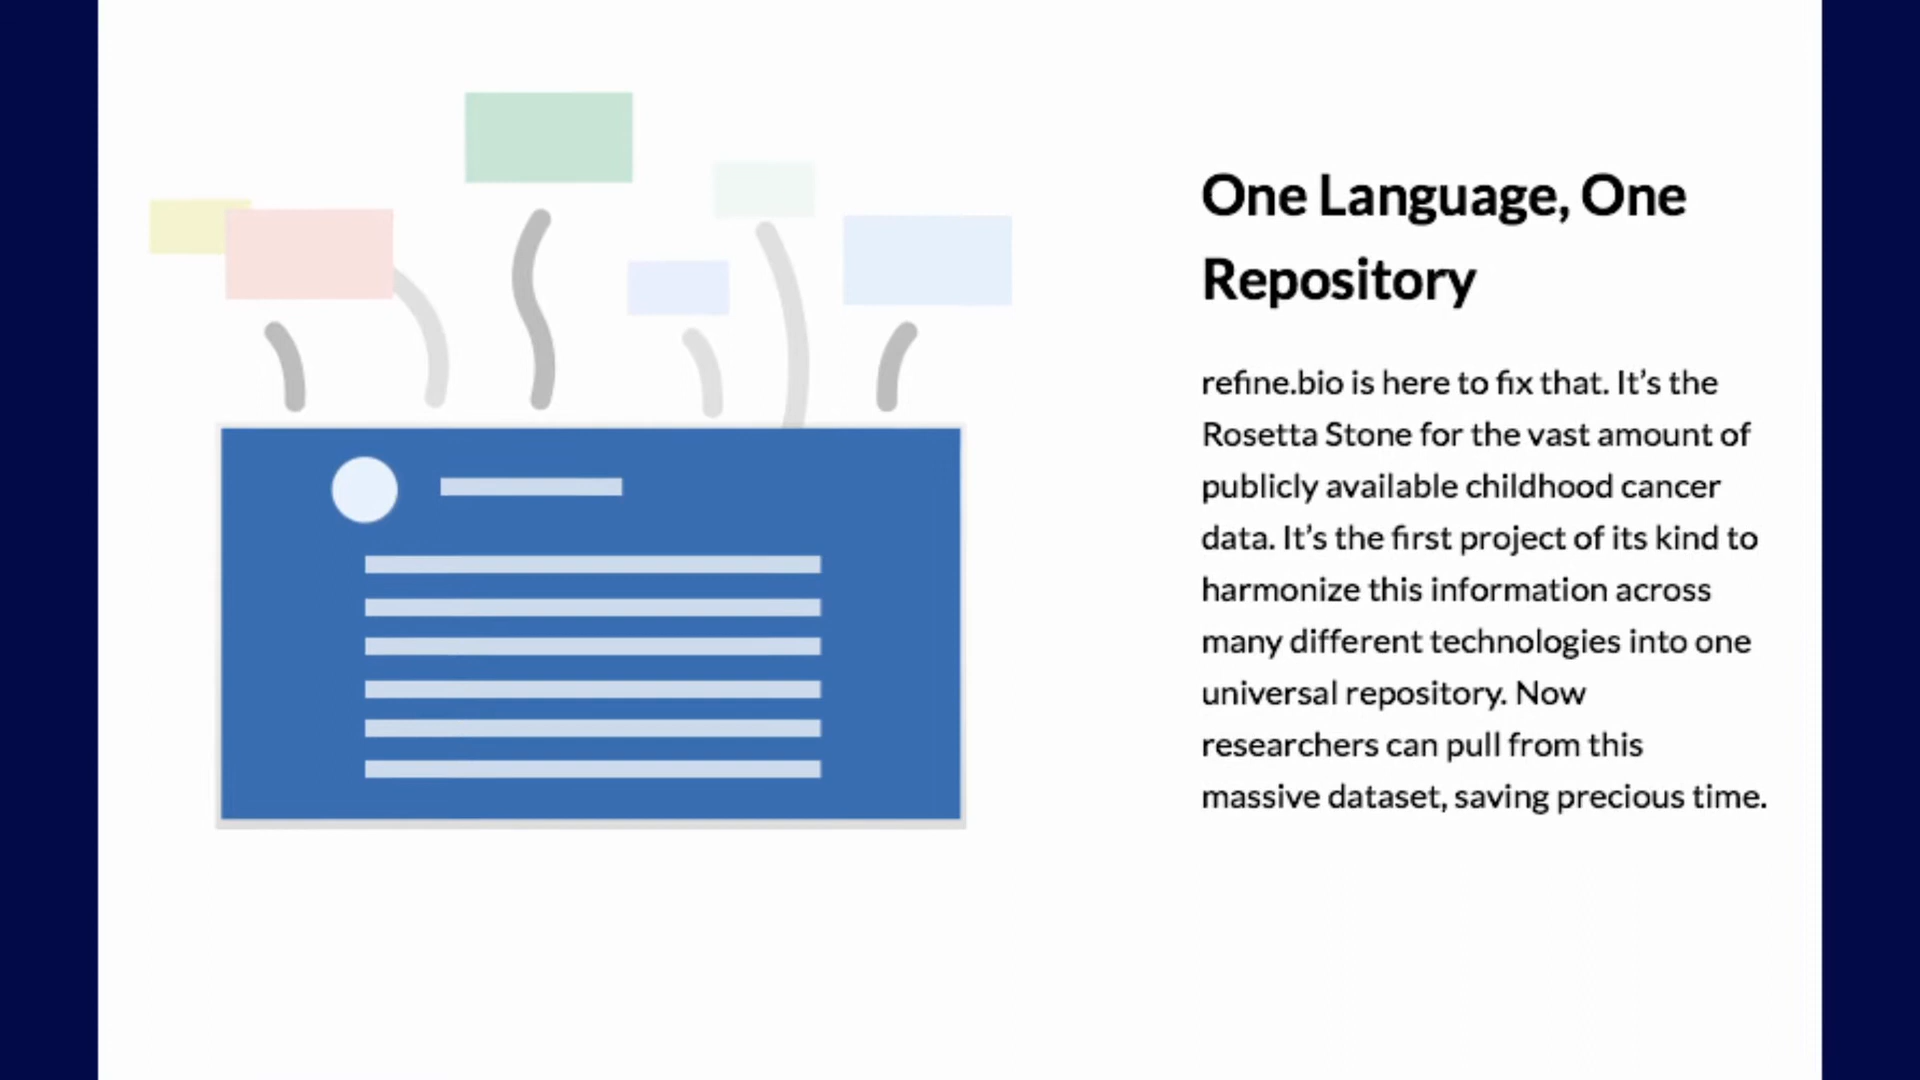 One Language, One
Repository
refine.bio is here to fix that. It’s the
Rosetta Stone for the vast amount of
publicly available childhood cancer
data. It’s the first project of its kind to
harmonize this information across
many different technologies into one
universal repository. Now
researchers can pull from this
massive dataset, saving precious time.